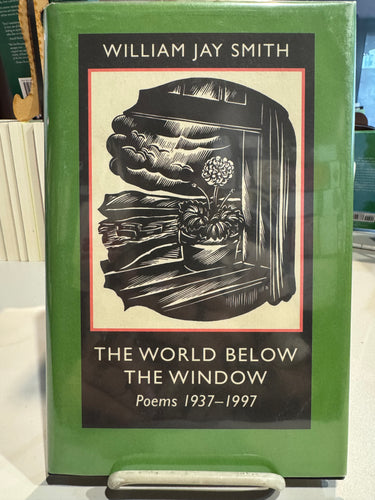 WILLIAM JAY SMITH
THE WORLD BELOW
THE WINDOW
Poems 1937–1997